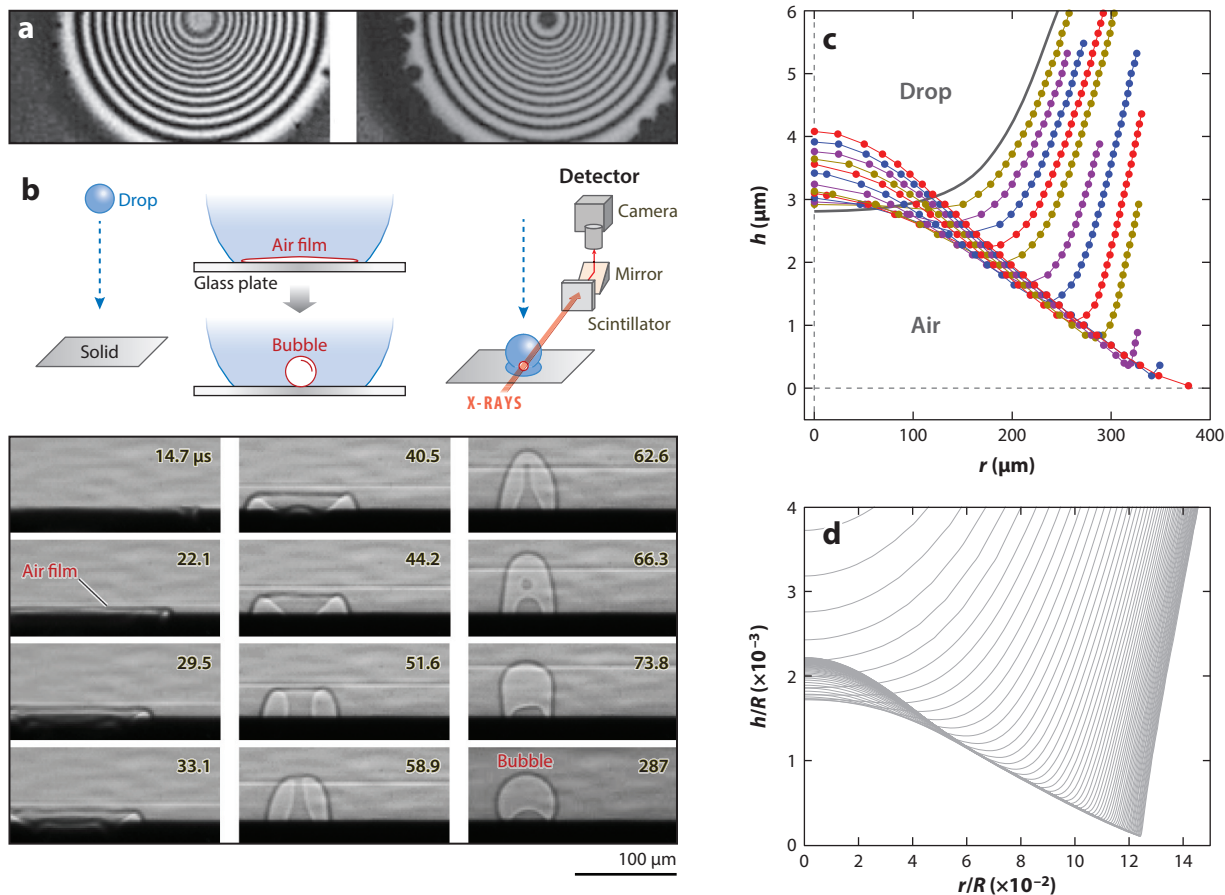 a
b
Drop
Air film
Glass plate
Bubble
Solid
Detector
Camera
Mirror
Scintillator
X-RAYS
14.7 μs
40.5
62.6
22.1
44.2
66.3
Air film
29.5
51.6
73.8
33.1
58.9
Bubble
287
100 μm
c
6
5
4
3
2
1
0
h (μm)
Drop
Air
0
100
200
300
400
r (μm)
d
4
3
2
1
0
h/R (×10⁻³)
0
2
4
6
8
10
12
14
r/R (×10⁻²)